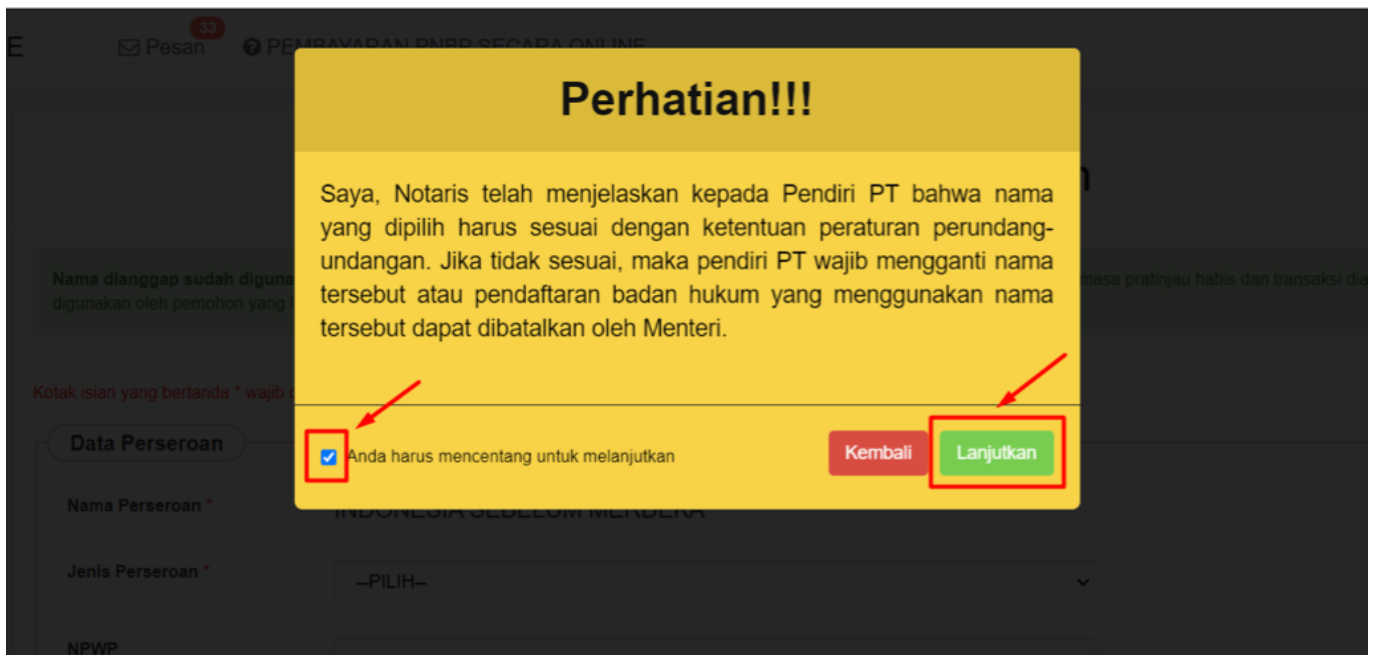 E
Pesan
33
PEMBAYARAN PNBP SECARA ONLINE
Perhatian!!!
Saya, Notaris telah menjelaskan kepada Pendiri PT bahwa nama
yang dipilih harus sesuai dengan ketentuan peraturan perundang-
undangan. Jika tidak sesuai, maka pendiri PT wajib mengganti nama
tersebut atau pendaftaran badan hukum yang menggunakan nama
tersebut dapat dibatalkan oleh Menteri.
Nama dianggap sudah diguna masa pratinjau habis dan transaksi dia
digunakan oleh pemohon yang
Kotak isian yang bertanda * wajib
Anda harus mencentang untuk melanjutkan
Kembali
Lanjutkan
Data Perseroan
Nama Perseroan *
INDONESIA SEBELUM MERDEKA
Jenis Perseroan *
--PILIH--
NPWP